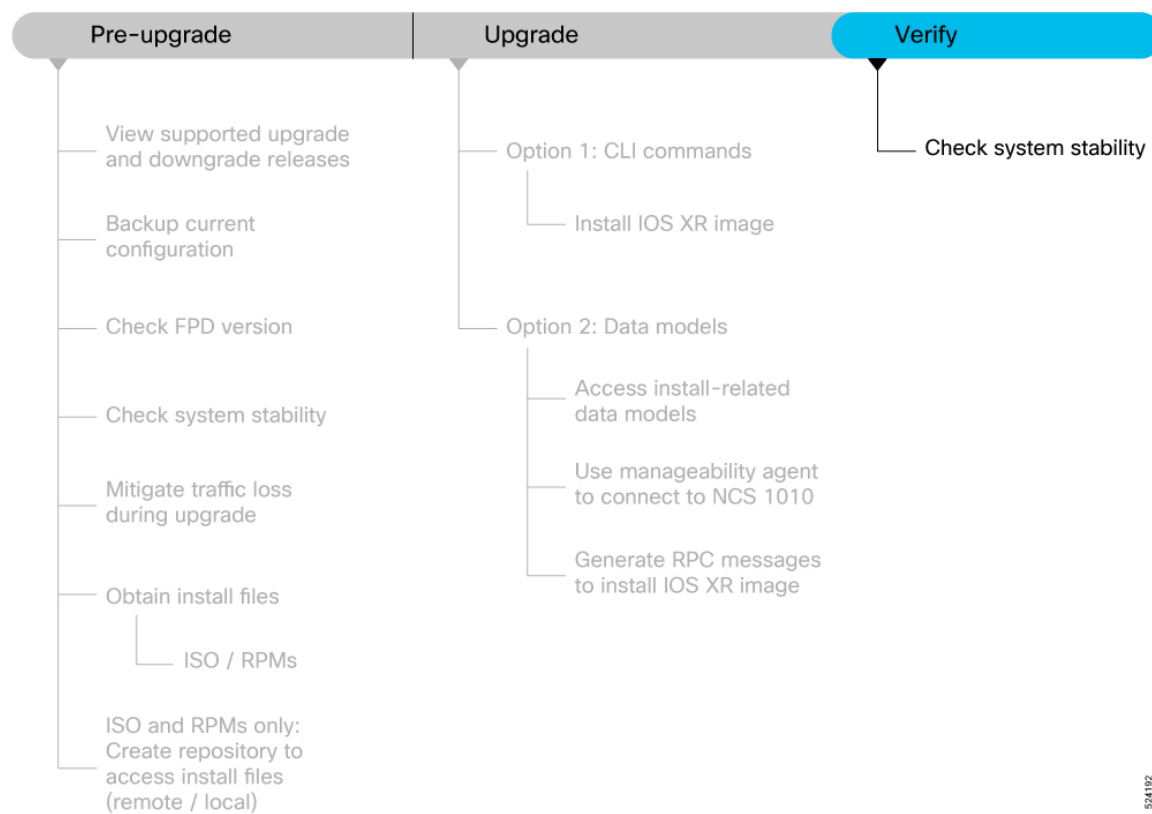 Pre-upgrade
Upgrade
Verify
View supported upgrade
and downgrade releases
Backup current
configuration
Check FPD version
Check system stability
Mitigate traffic loss
during upgrade
Obtain install files
ISO / RPMs
ISO and RPMs only:
Create repository to
access install files
(remote / local)
Option 1: CLI commands
Install IOS XR image
Option 2: Data models
Access install-related
data models
Use manageability agent
to connect to NCS 1010
Generate RPC messages
to install IOS XR image
Check system stability
524192